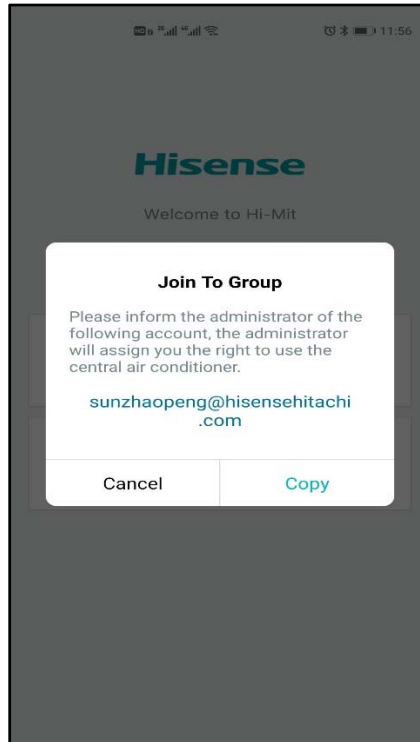 11:56
Hisense
Welcome to Hi-Mit
Join To Group
Please inform the administrator of the
following account, the administrator
will assign you the right to use the
central air conditioner.
sunzhaopeng@hisensehitachi
.com
Cancel Copy